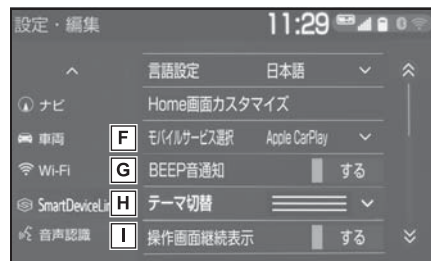 設定・編集 11:29
言語設定 日本語
ナビ Home画面カスタマイズ
車両 F モバイルサービス選択 Apple CarPlay
Wi-Fi G BEEP音通知 する
SmartDeviceLin H テーマ切替
音声認識 I 操作画面継続表示 する